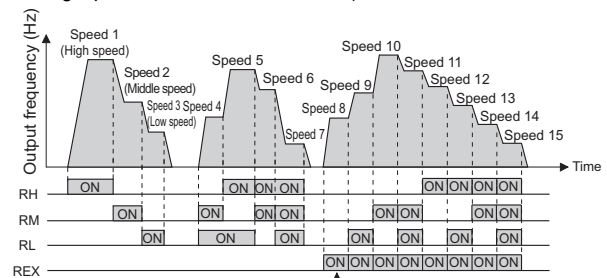 Output frequency (Hz)
Speed 1
(High speed)
Speed 2
(Middle speed)
Speed 3
(Low speed)
Speed 4
Speed 5
Speed 6
Speed 7
Speed 8
Speed 9
Speed 10
Speed 11
Speed 12
Speed 13
Speed 14
Speed 15
Time
RH ON ON ON ON ON ON ON ON
RM ON ON ON ON ON ON ON ON
RL ON ON ON ON ON ON ON
REX ON ON ON ON ON ON ON ON